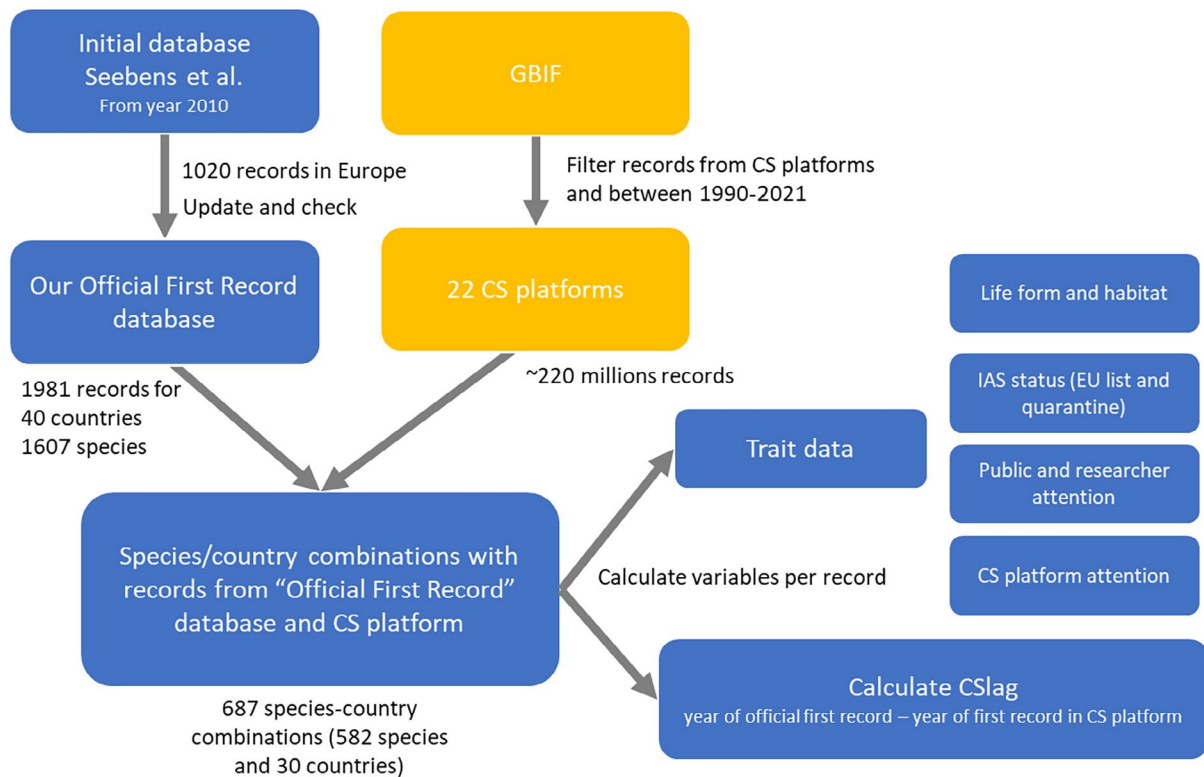 Initial database
Seebens et al.
From year 2010
GBIF
1020 records in Europe
Update and check
Filter records from CS platforms
and between 1990-2021
Our Official First Record
database
22 CS platforms
1981 records for
40 countries
1607 species
~220 millions records
Species/country combinations with
records from “Official First Record”
database and CS platform
687 species-country
combinations (582 species
and 30 countries)
Calculate variables per record
Trait data
Life form and habitat
IAS status (EU list and
quarantine)
Public and researcher
attention
CS platform attention
Calculate CSlag
year of official first record – year of first record in CS platform